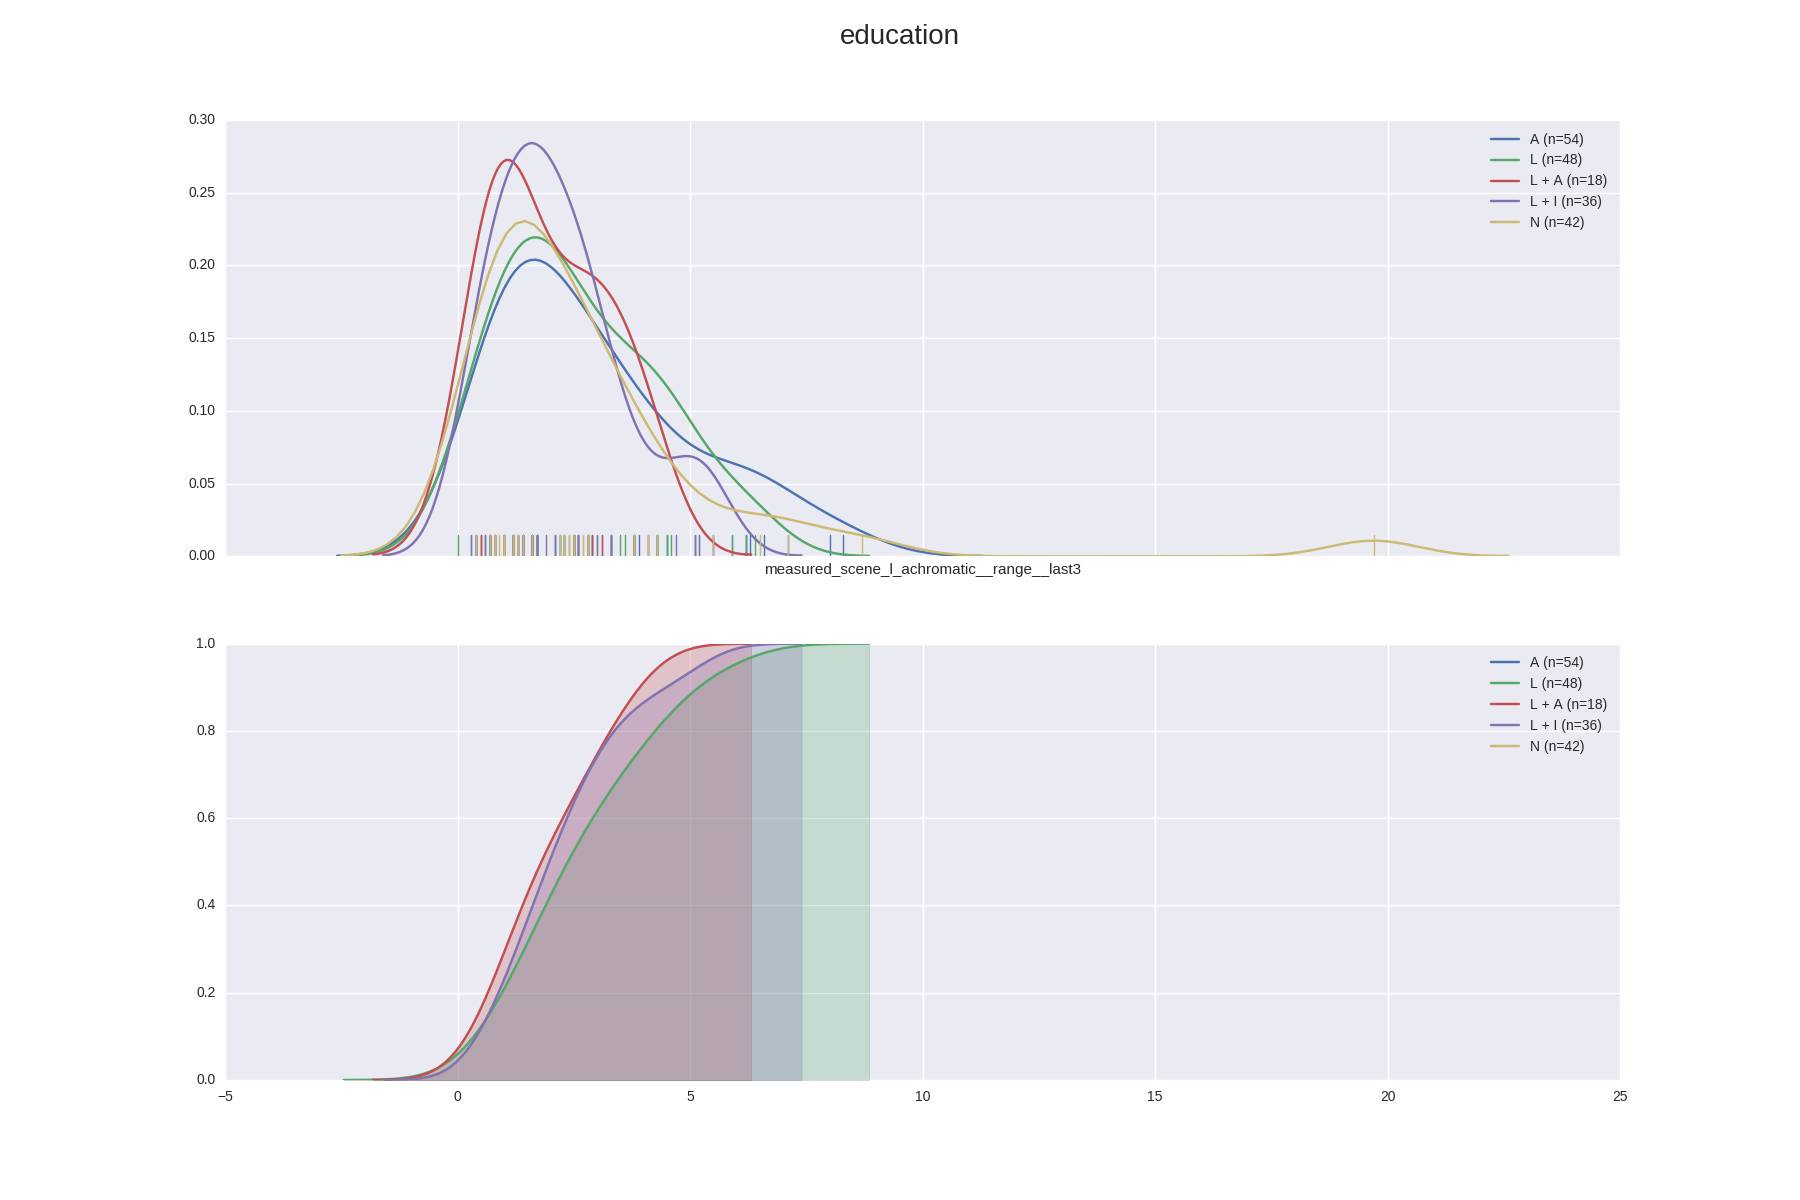 education
0.30
0.25
0.20
0.15
0.10
0.05
0.00
A (n=54)
L (n=48)
L + A (n=18)
L + I (n=36)
N (n=42)
measured_scene_l_achromatic__range__last3
1.0
0.8
0.6
0.4
0.2
0.0
A (n=54)
L (n=48)
L + A (n=18)
L + I (n=36)
N (n=42)
−5 0 5 10 15 20 25